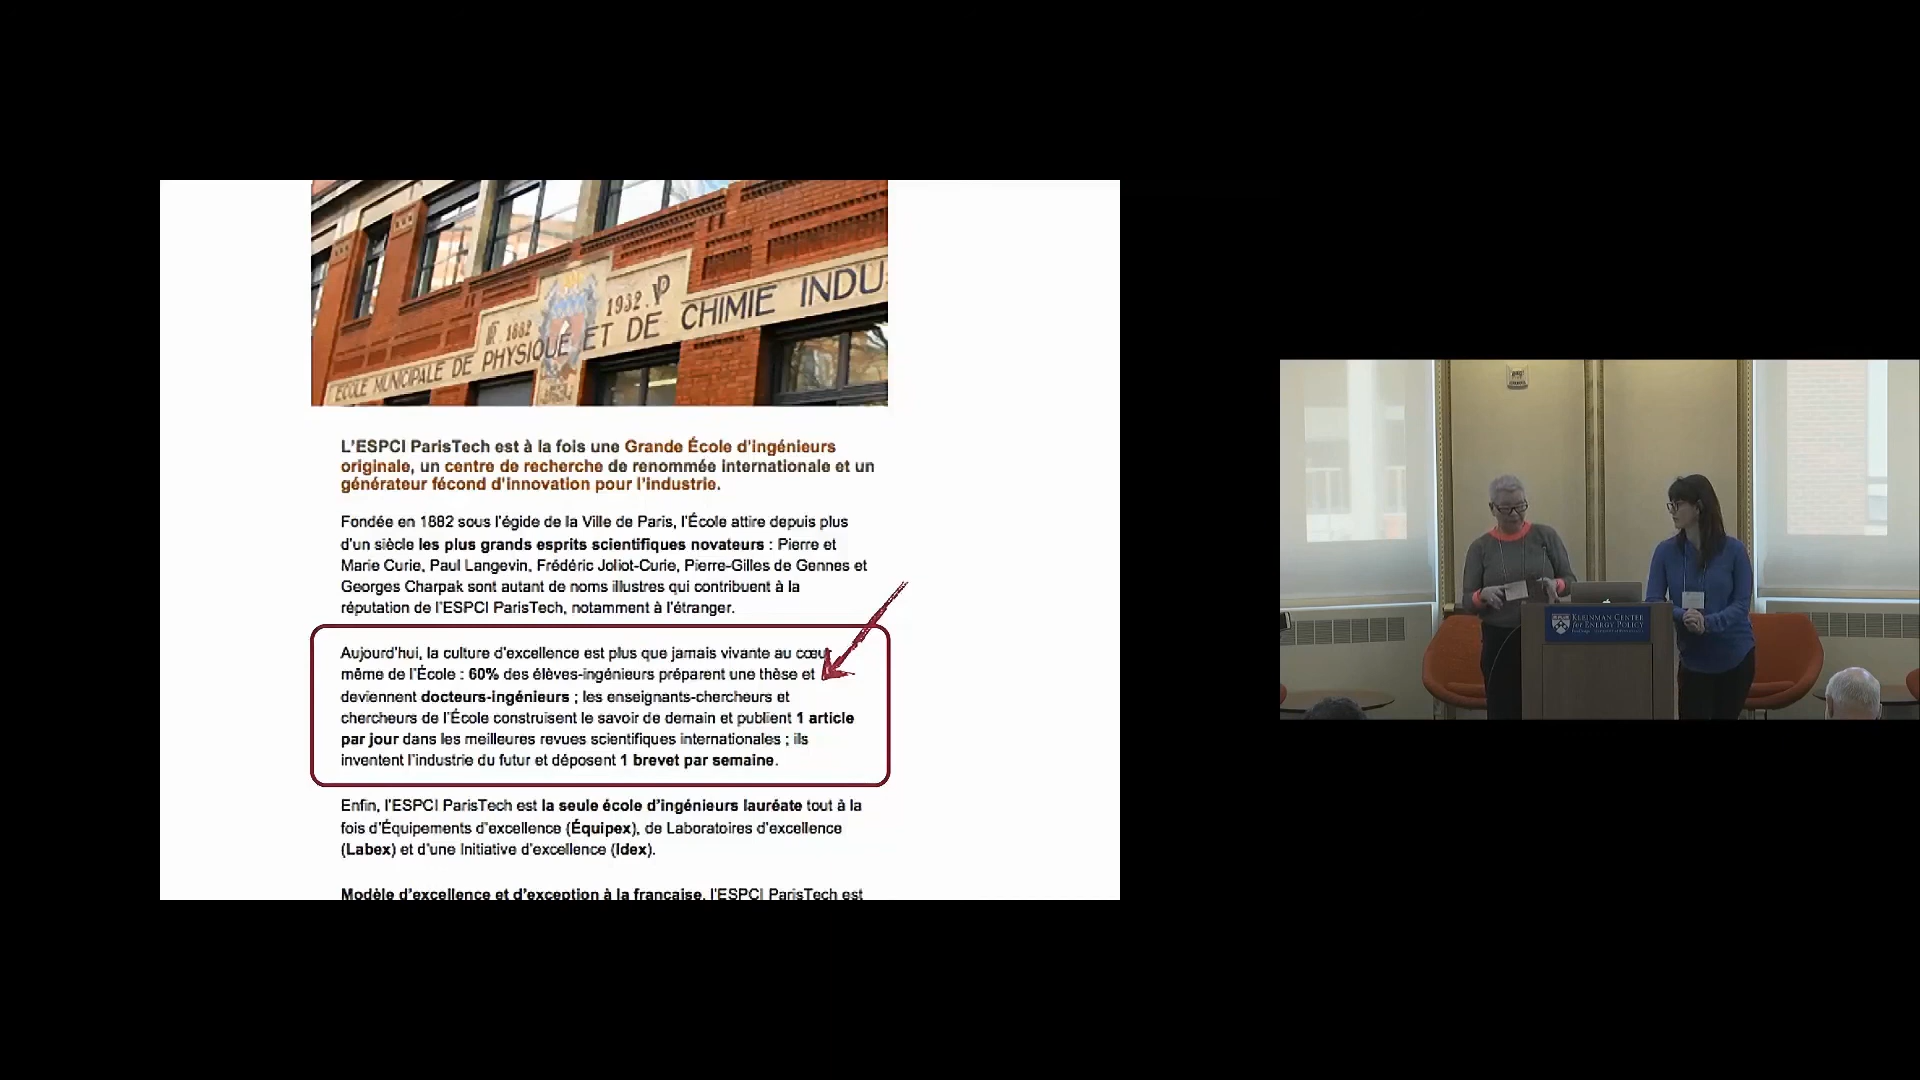 R. 1882
1932. P
ECOLE MUNICIPALE DE PHYSIQUE ET DE CHIMIE INDU
L'ESPCI ParisTech est à la fois une Grande École d'ingénieurs
originale, un centre de recherche de renommée internationale et un
générateur fécond d'innovation pour l'industrie.
Fondée en 1882 sous l'égide de la Ville de Paris, l'École attire depuis plus
d'un siècle les plus grands esprits scientifiques novateurs : Pierre et
Marie Curie, Paul Langevin, Frédéric Joliot-Curie, Pierre-Gilles de Gennes et
Georges Charpak sont autant de noms illustres qui contribuent à la
réputation de l'ESPCI ParisTech, notamment à l'étranger.
Aujourd'hui, la culture d'excellence est plus que jamais vivante au cœur
même de l'École : 60% des élèves-ingénieurs préparent une thèse et
deviennent docteurs-ingénieurs ; les enseignants-chercheurs et
chercheurs de l'École construisent le savoir de demain et publient 1 article
par jour dans les meilleures revues scientifiques internationales ; ils
inventent l'industrie du futur et déposent 1 brevet par semaine.
Enfin, l'ESPCI ParisTech est la seule école d'ingénieurs lauréate tout à la
fois d'Équipements d'excellence (Équipex), de Laboratoires d'excellence
(Labex) et d'une Initiative d'excellence (Idex).
Modèle d'excellence et d'exception à la française, l'ESPCI ParisTech est
KLEINMAN CENTER
for ENERGY POLICY